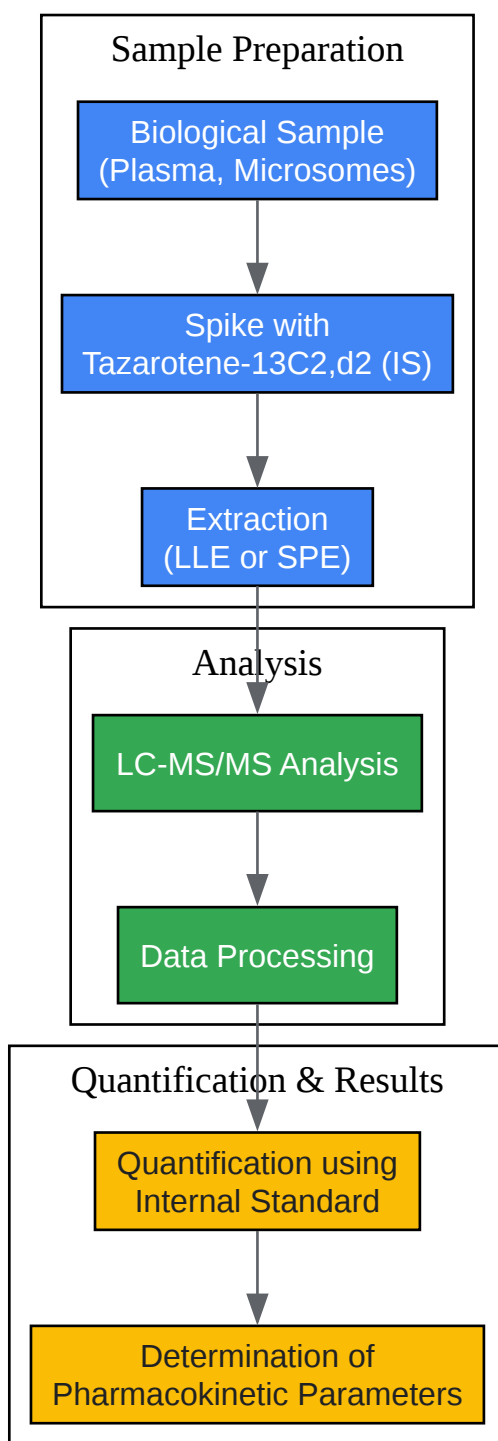 Sample Preparation
Biological Sample
(Plasma, Microsomes)
Spike with
Tazarotene-13C2,d2 (IS)
Extraction
(LLE or SPE)
Analysis
LC-MS/MS Analysis
Data Processing
Quantification & Results
Quantification using
Internal Standard
Determination of
Pharmacokinetic Parameters